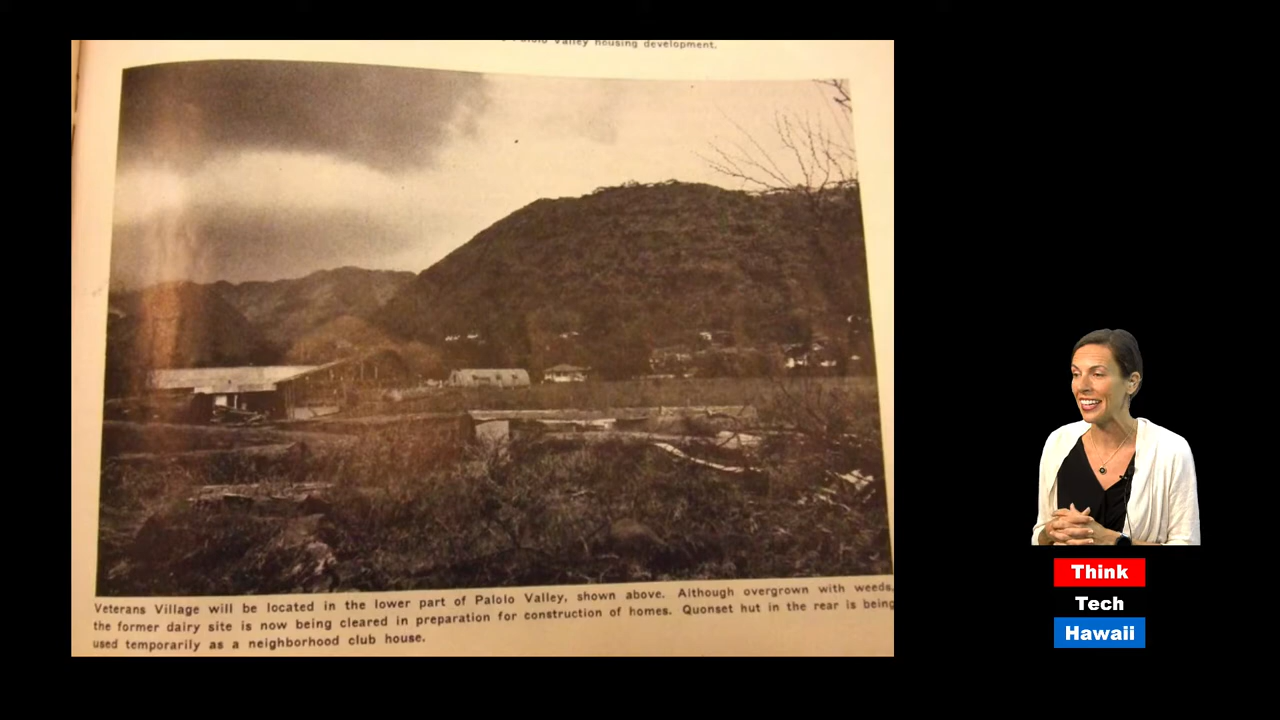 Palolo Valley housing development.
Veterans Village will be located in the lower part of Palolo Valley, shown above. Although overgrown with weeds,
the former dairy site is now being cleared in preparation for construction of homes. Quonset hut in the rear is being
used temporarily as a neighborhood club house.
Think
Tech
Hawaii